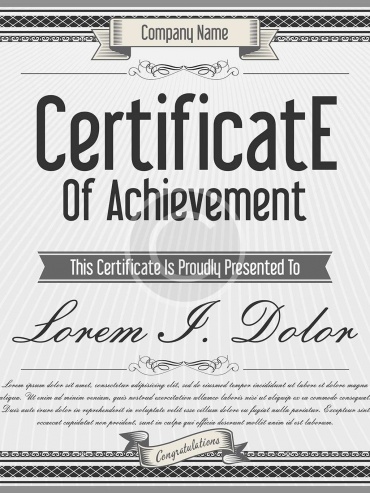 Company Name
CertificatE
Of Achievement
This Certificate Is Proudly Presented To
Lorem I. Dolor
Lorem ipsum dolor sit amet, consectetur adipisicing elit, sed do eiusmod tempor incididunt ut labore et dolore magna
aliqua. Ut enim ad minim veniam, quis nostrud exercitation ullamco laboris nisi ut aliquip ex ea commodo consequat.
Duis aute irure dolor in reprehenderit in voluptate velit esse cillum dolore eu fugiat nulla pariatur. Excepteur sint
occaecat cupidatat non proident, sunt in culpa qui officia deserunt mollit anim id est laborum.
Congratulations